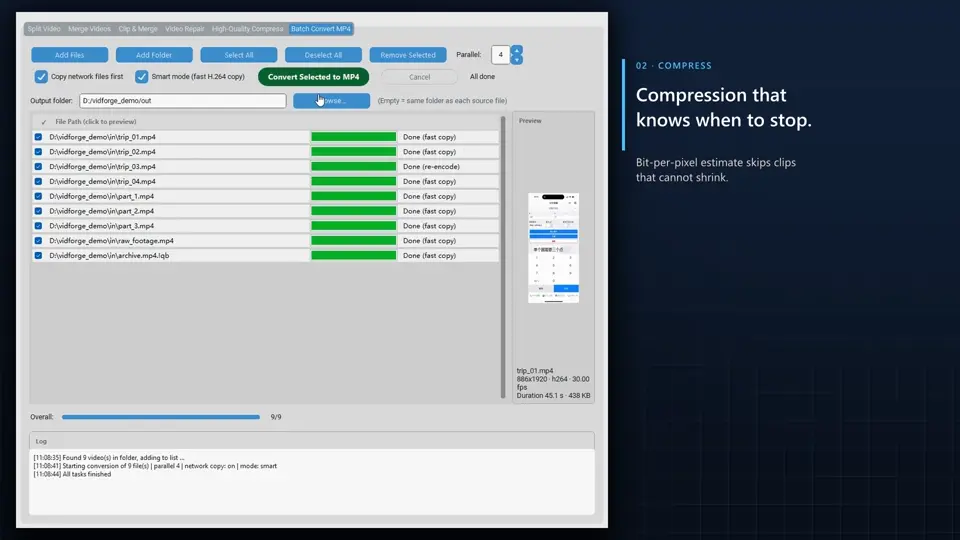 Split Video Merge Videos Clip & Merge Video Repair High-Quality Compress Batch Convert MP4
Add Files Add Folder Select All Deselect All Remove Selected Parallel: 4
Copy network files first Smart mode (fast H.264 copy) Convert Selected to MP4 Cancel All done
Output folder: D:/vidforge_demo/out (Empty = same folder as each source file)
✓ File Path (click to preview)
D:\vidforge_demo\in\trip_01.mp4 Done (fast copy)
D:\vidforge_demo\in\trip_02.mp4 Done (fast copy)
D:\vidforge_demo\in\trip_03.mp4 Done (re-encode)
D:\vidforge_demo\in\trip_04.mp4 Done (fast copy)
D:\vidforge_demo\in\part_1.mp4 Done (fast copy)
D:\vidforge_demo\in\part_2.mp4 Done (fast copy)
D:\vidforge_demo\in\part_3.mp4 Done (fast copy)
D:\vidforge_demo\in\raw_footage.mp4 Done (fast copy)
D:\vidforge_demo\in\archive.mp4.lqb Done (fast copy)
Preview
trip_01.mp4
886x1920 · h264 · 30.00
fps
Duration 45.1 s · 438 KB
Overall: 9/9
Log
[11:08:35] Found 9 video(s) in folder, adding to list ...
[11:08:41] Starting conversion of 9 file(s) | parallel 4 | network copy: on | mode: smart
[11:08:44] All tasks finished
02 · COMPRESS
Compression that
knows when to stop.
Bit-per-pixel estimate skips clips
that cannot shrink.